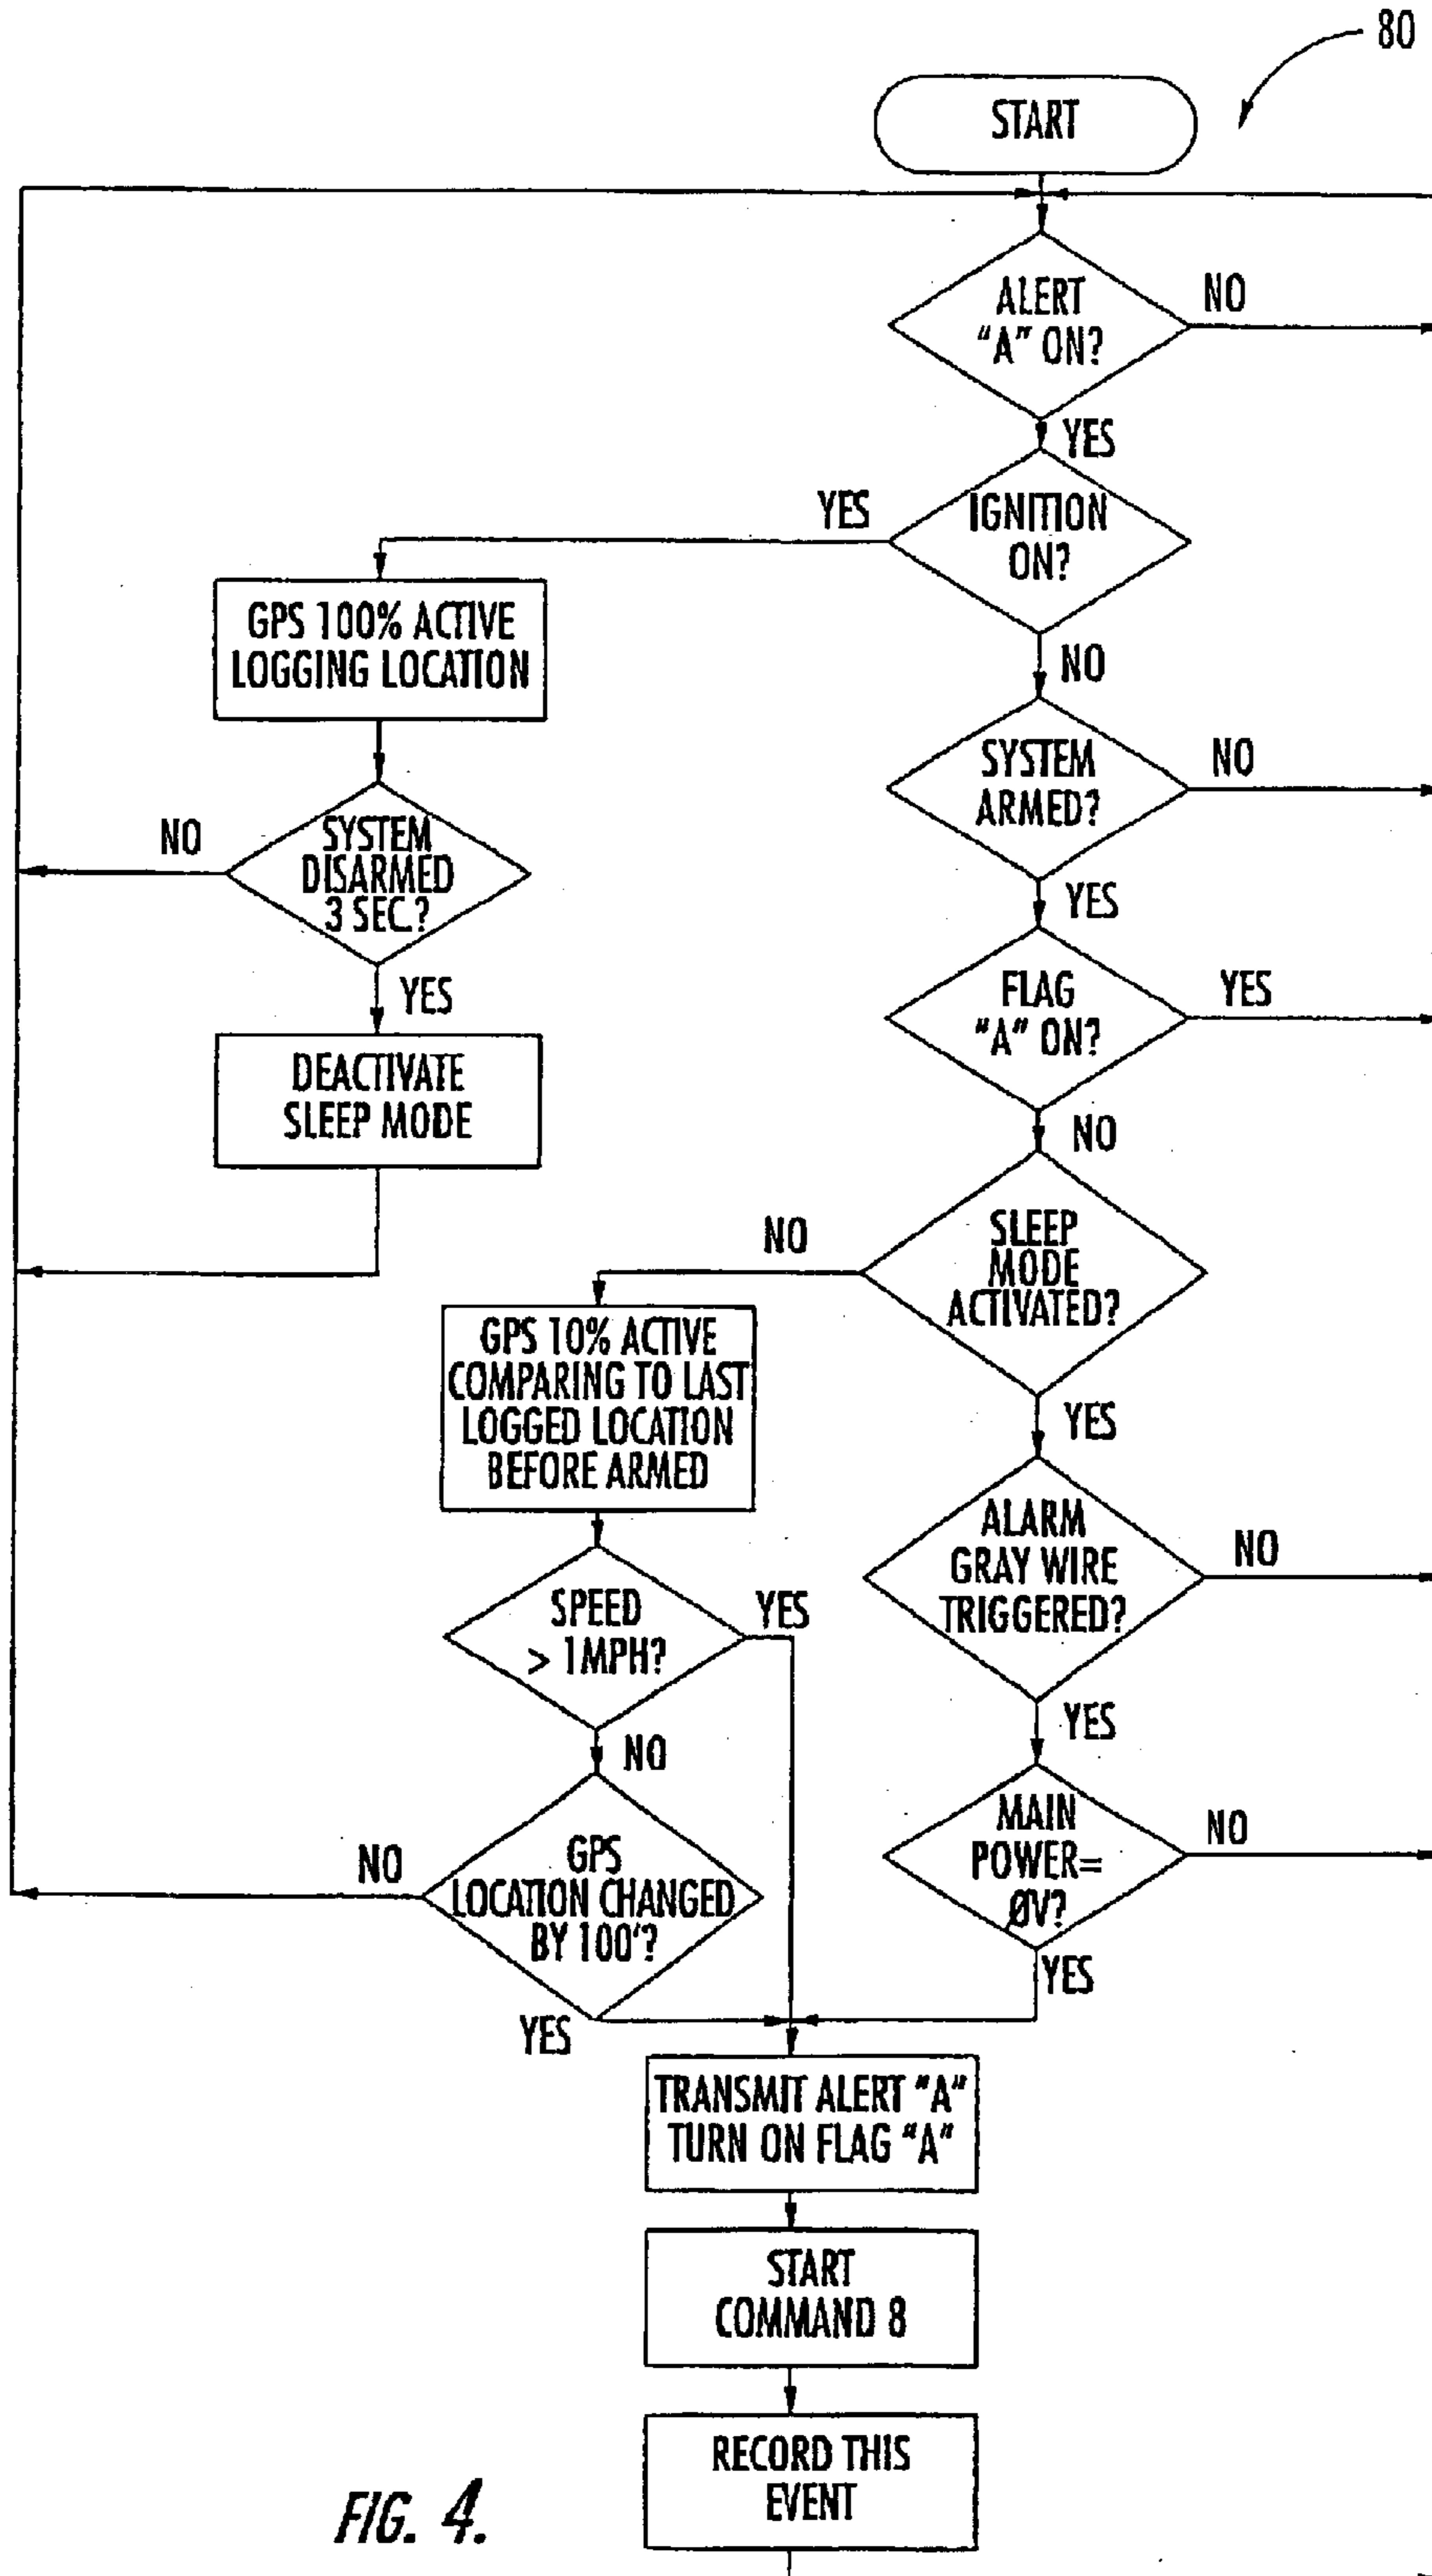 80
START
ALERT
"A" ON?
NO
YES
IGNITION
ON?
YES
NO
GPS 100% ACTIVE
LOGGING LOCATION
SYSTEM
ARMED?
NO
YES
SYSTEM
DISARMED
3 SEC.?
NO
YES
DEACTIVATE
SLEEP MODE
FLAG
"A" ON?
YES
NO
SLEEP
MODE
ACTIVATED?
NO
YES
GPS 10% ACTIVE
COMPARING TO LAST
LOGGED LOCATION
BEFORE ARMED
ALARM
GRAY WIRE
TRIGGERED?
NO
YES
SPEED
> 1MPH?
YES
NO
GPS
LOCATION CHANGED
BY 100'?
NO
YES
MAIN
POWER=
ØV?
NO
YES
TRANSMIT ALERT "A"
TURN ON FLAG "A"
START
COMMAND 8
RECORD THIS
EVENT
FIG. 4.